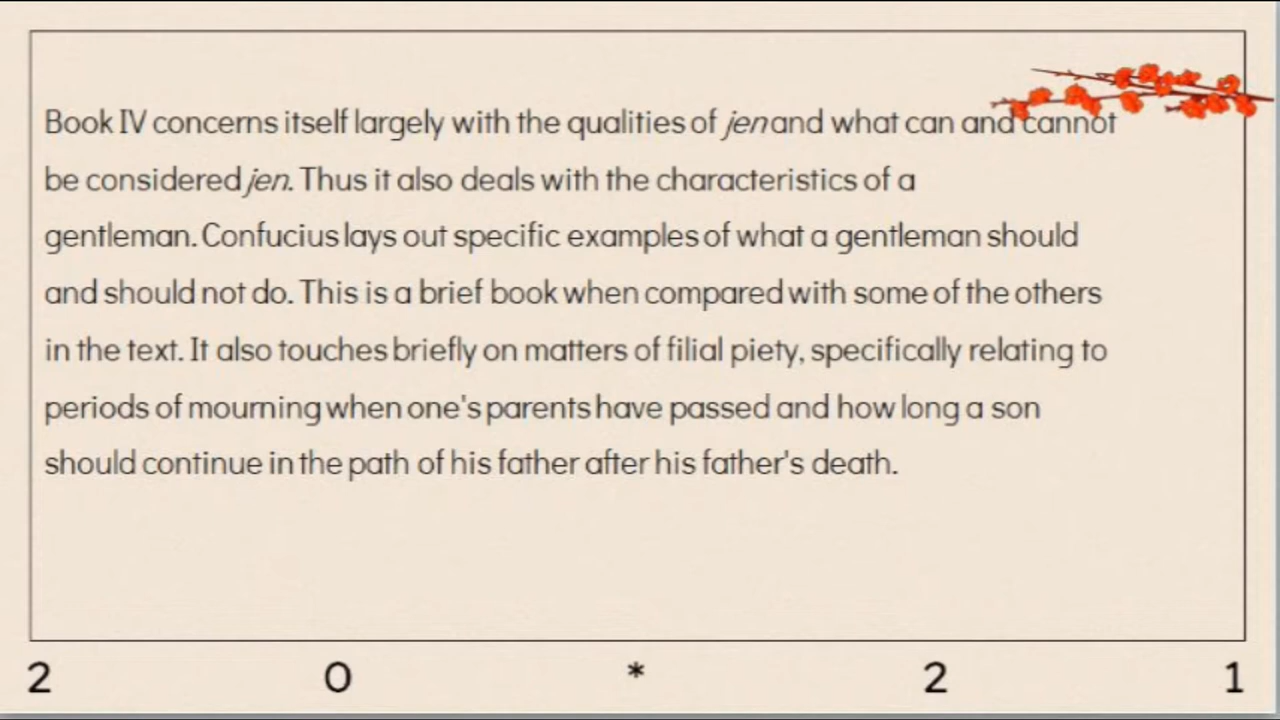 Book IV concerns itself largely with the qualities of jen and what can and cannot
be considered jen. Thus it also deals with the characteristics of a
gentleman. Confucius lays out specific examples of what a gentleman should
and should not do. This is a brief book when compared with some of the others
in the text. It also touches briefly on matters of filial piety, specifically relating to
periods of mourning when one's parents have passed and how long a son
should continue in the path of his father after his father's death.
2 0 * 2 1